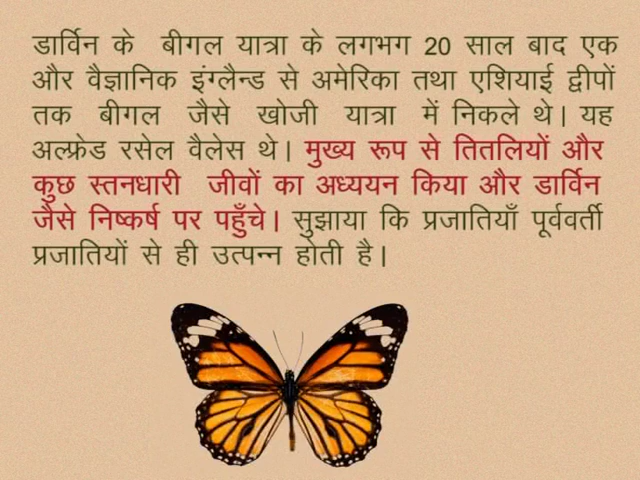 डार्विन के बीगल यात्रा के लगभग 20 साल बाद एक
और वैज्ञानिक इंग्लैन्ड से अमेरिका तथा एशियाई द्वीपों
तक बीगल जैसे खोजी यात्रा में निकले थे। यह
अल्फ्रेड रसेल वैलेस थे। मुख्य रूप से तितलियों और
कुछ स्तनधारी जीवों का अध्ययन किया और डार्विन
जैसे निष्कर्ष पर पहुँचे। सुझाया कि प्रजातियाँ पूर्ववर्ती
प्रजातियों से ही उत्पन्न होती है।